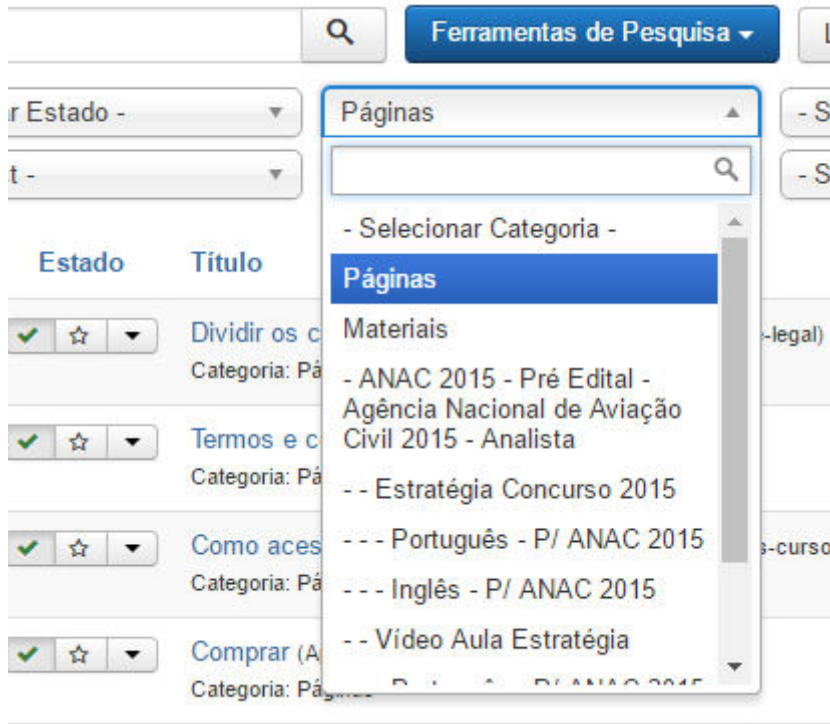 Ferramentas de Pesquisa
r Estado -
Páginas
- S
t -
- S
- Selecionar Categoria -
Páginas
Materiais
- ANAC 2015 - Pré Edital -
Agência Nacional de Aviação
Civil 2015 - Analista
- - Estratégia Concurso 2015
- - - Português - P/ ANAC 2015
- - - Inglês - P/ ANAC 2015
- - Vídeo Aula Estratégia
Estado
Título
Dividir os c
-legal)
Categoria: Pá
Termos e c
Categoria: Pá
Como aces
s-curso
Categoria: Pá
Comprar (A
Categoria: Páginas